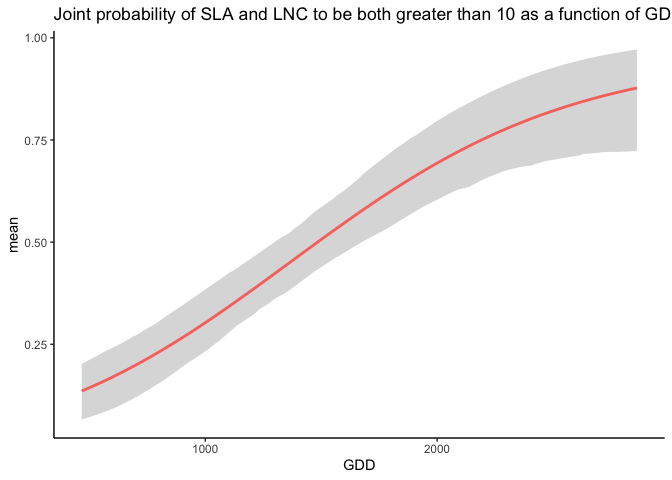 Joint probability of SLA and LNC to be both greater than 10 as a function of GD
1.00
0.75
0.50
0.25
mean
1000
2000
GDD